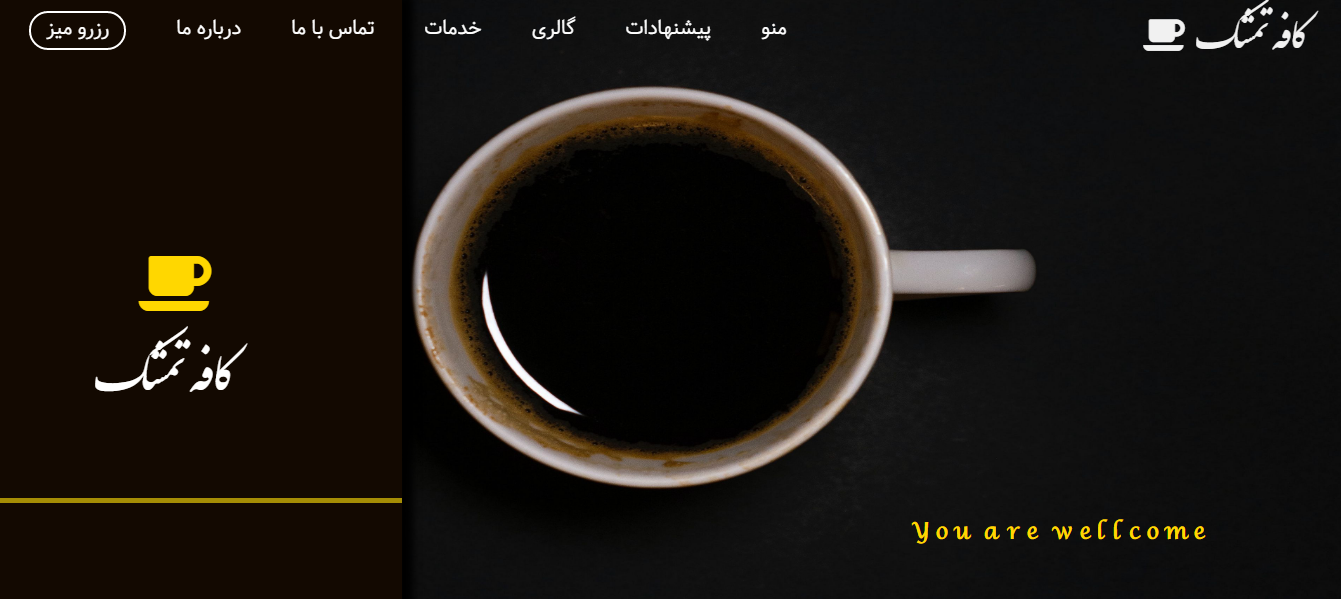 کافه تمشک
منو
پیشنهادات
گالری
خدمات
تماس با ما
درباره ما
رزرو میز
کافه تمشک
You are wellcome